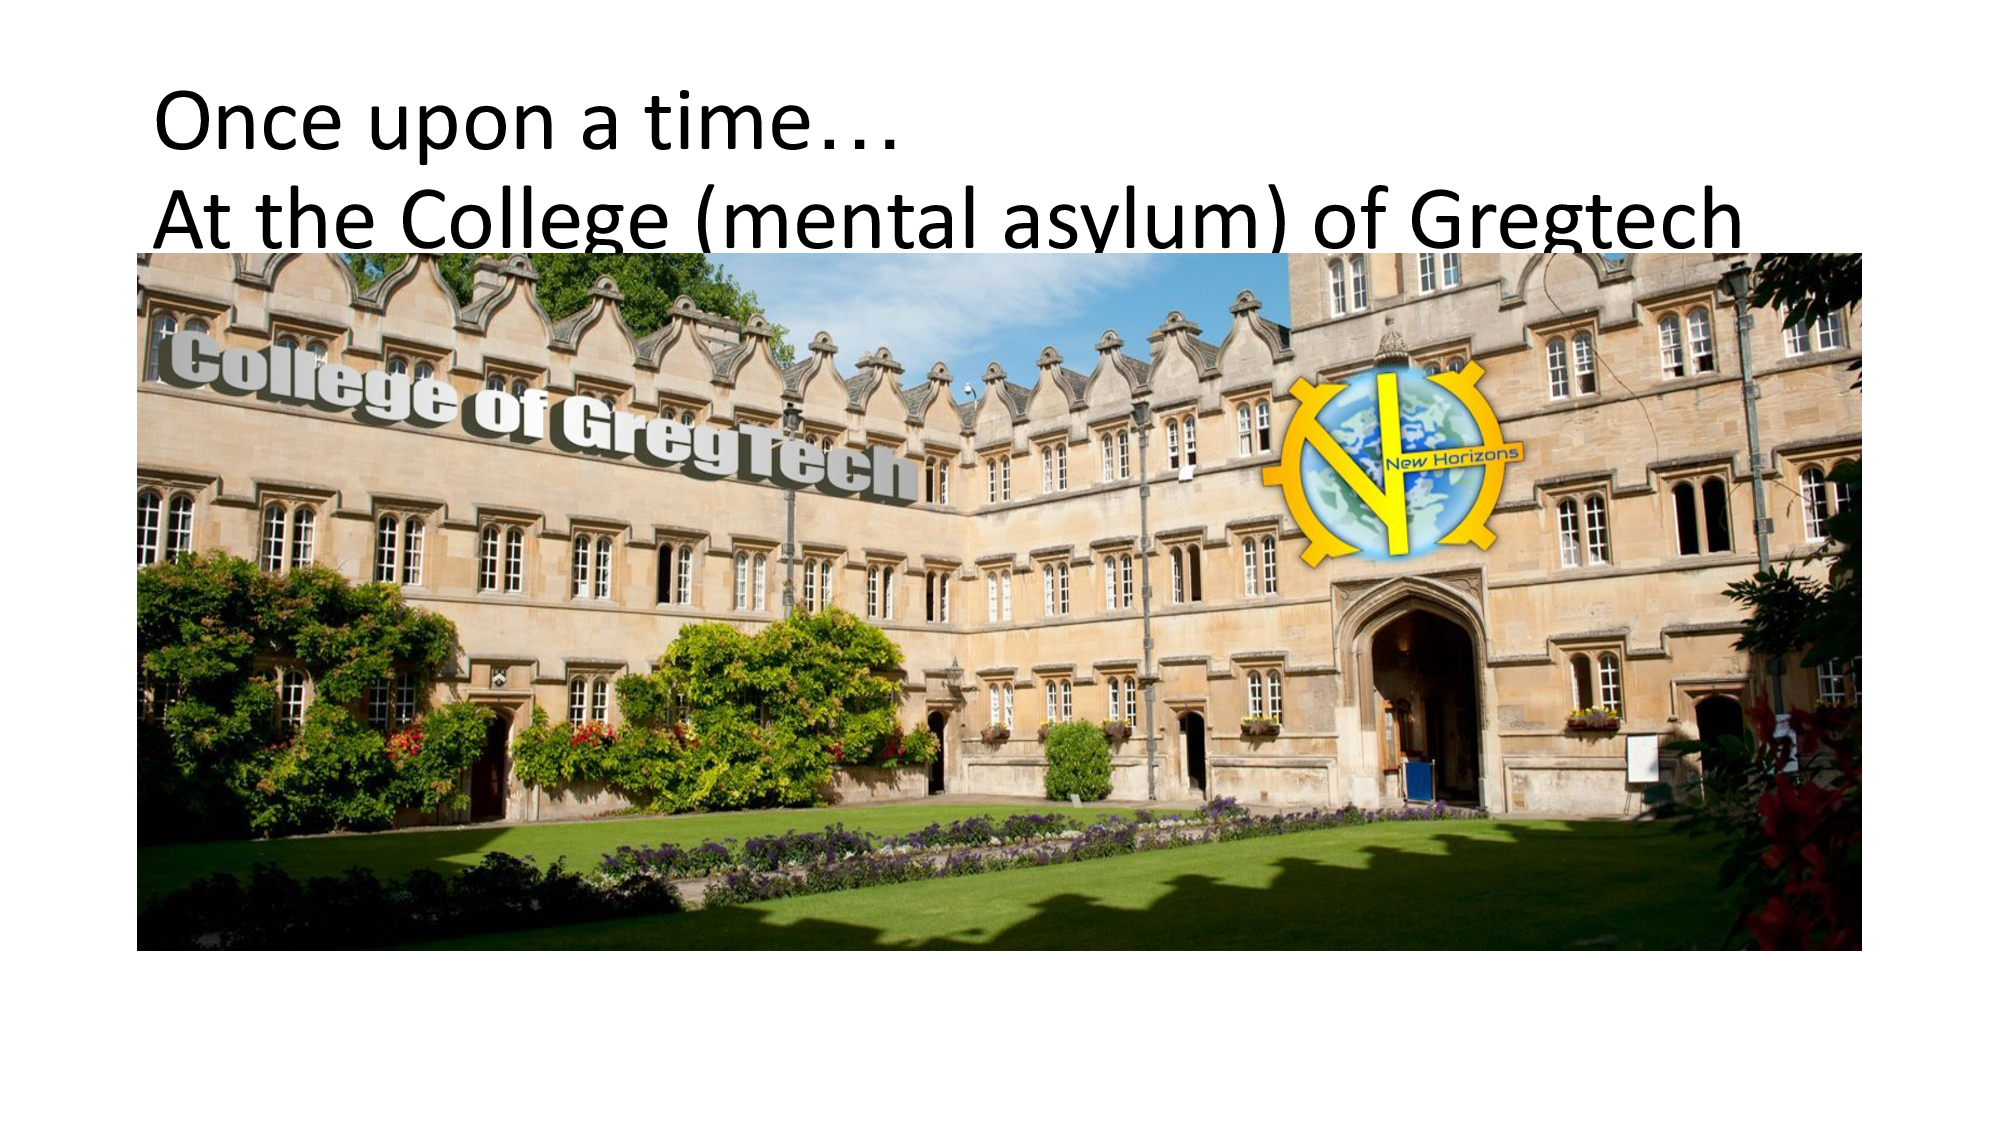 Once upon a time…
At the College (mental asylum) of Gregtech
College of GregTech
New Horizons